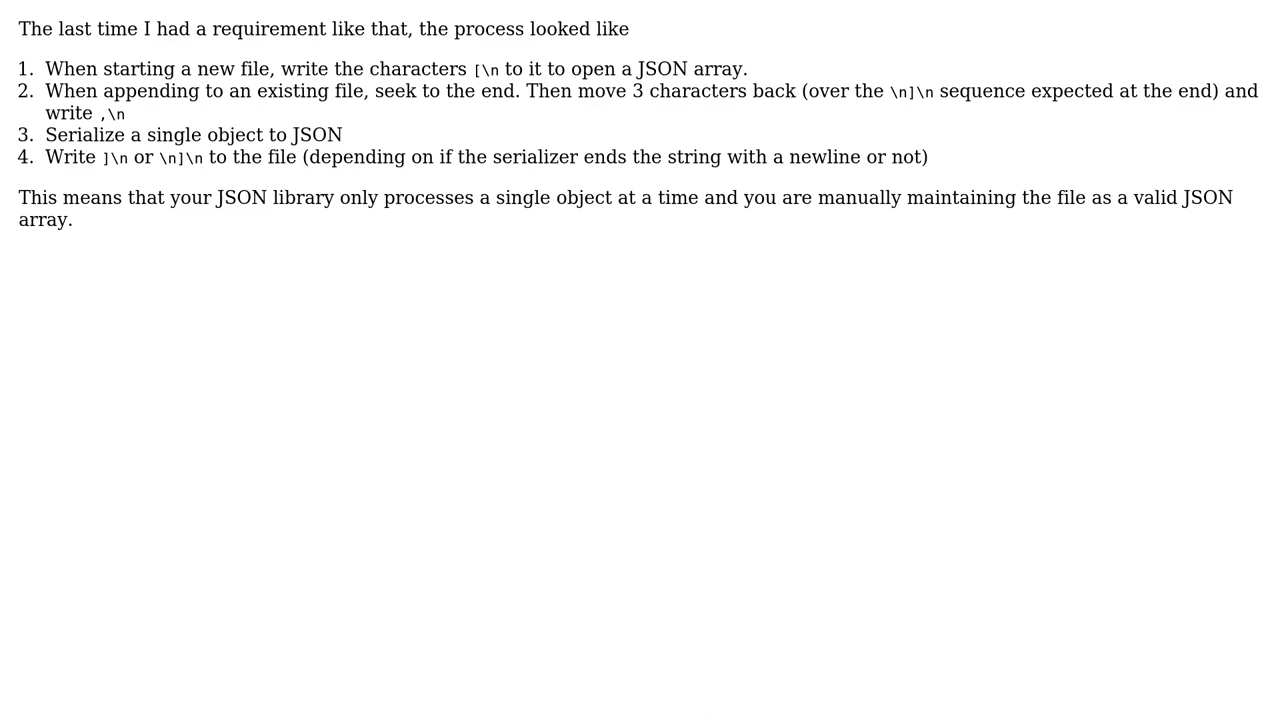 The last time I had a requirement like that, the process looked like
1. When starting a new file, write the characters [\n to it to open a JSON array.
2. When appending to an existing file, seek to the end. Then move 3 characters back (over the \n]\n sequence expected at the end) and
write ,\n
3. Serialize a single object to JSON
4. Write ]\n or \n]\n to the file (depending on if the serializer ends the string with a newline or not)
This means that your JSON library only processes a single object at a time and you are manually maintaining the file as a valid JSON
array.